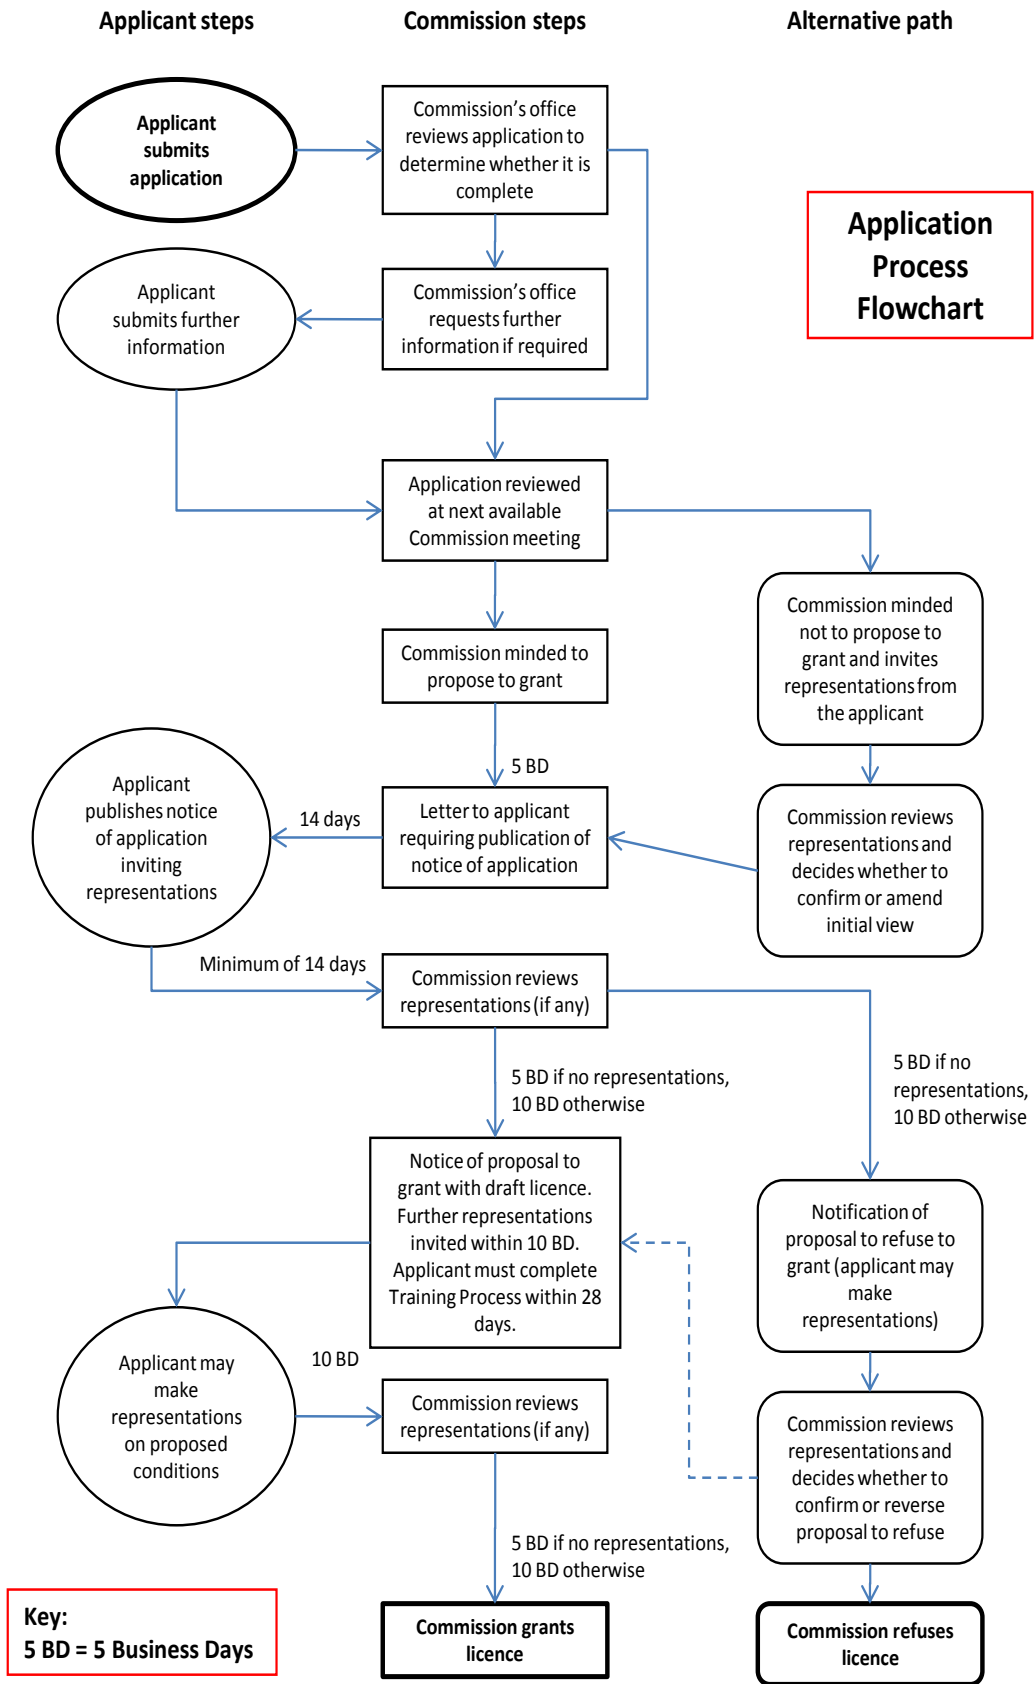 Applicant steps
Commission steps
Alternative path
Applicant
submits
application
Commission's office
reviews application to
determine whether it is
complete
Application
Process
Flowchart
Applicant
submits further
information
Commission's office
requests further
information if required
Application reviewed
at next available
Commission meeting
Commission minded
not to propose to
grant and invites
representations from
the applicant
Commission minded to
propose to grant
5 BD
Applicant
publishes notice
of application
inviting
representations
14 days
Letter to applicant
requiring publication of
notice of application
Commission reviews
representations and
decides whether to
confirm or amend
initial view
Minimum of 14 days
Commission reviews
representations (if any)
5 BD if no representations,
10 BD otherwise
5 BD if no
representations,
10 BD otherwise
Notice of proposal to
grant with draft licence.
Further representations
invited within 10 BD.
Applicant must complete
Training Process within 28
days.
Notification of
proposal to refuse to
grant (applicant may
make
representations)
Applicant may
make
representations
on proposed
conditions
10 BD
Commission reviews
representations (if any)
Commission reviews
representations and
decides whether to
confirm or reverse
proposal to refuse
5 BD if no representations,
10 BD otherwise
Key:
5 BD = 5 Business Days
Commission grants
licence
Commission refuses
licence